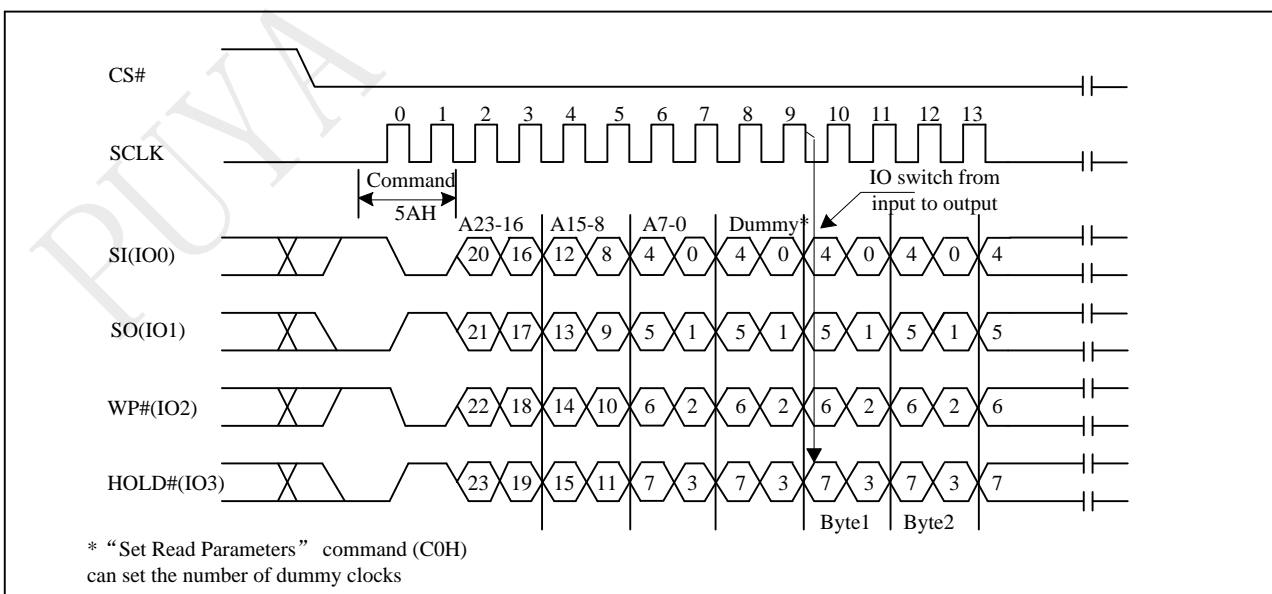 PUYA
CS#
0 1 2 3 4 5 6 7 8 9 10 11 12 13
SCLK
Command
5AH
IO switch from
input to output
A23-16 A15-8 A7-0 Dummy*
SI(IO0) 20 16 12 8 4 0 4 0 4 0 4 0 4
SO(IO1) 21 17 13 9 5 1 5 1 5 1 5 1 5
WP#(IO2) 22 18 14 10 6 2 6 2 6 2 6 2 6
HOLD#(IO3) 23 19 15 11 7 3 7 3 7 3 7 3 7
Byte1 Byte2
* “Set Read Parameters” command (C0H)
can set the number of dummy clocks